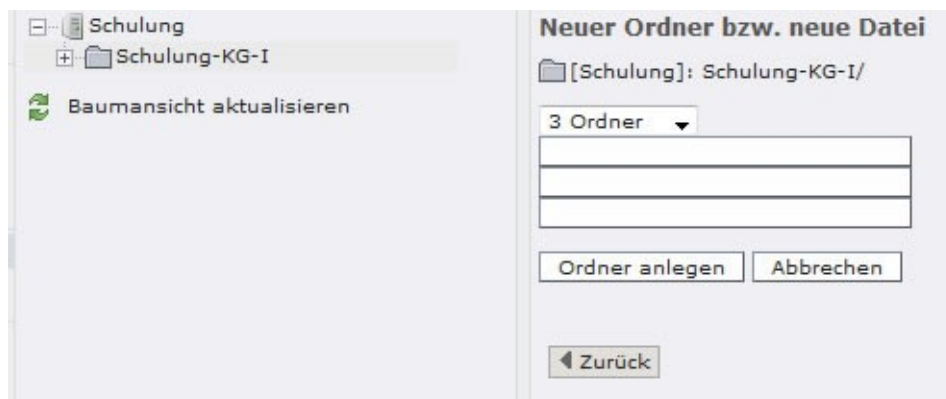 Schulung
Schulung-KG-I
Baumansicht aktualisieren
Neuer Ordner bzw. neue Datei
[Schulung]: Schulung-KG-I/
3 Ordner
Ordner anlegen
Abbrechen
Zurück